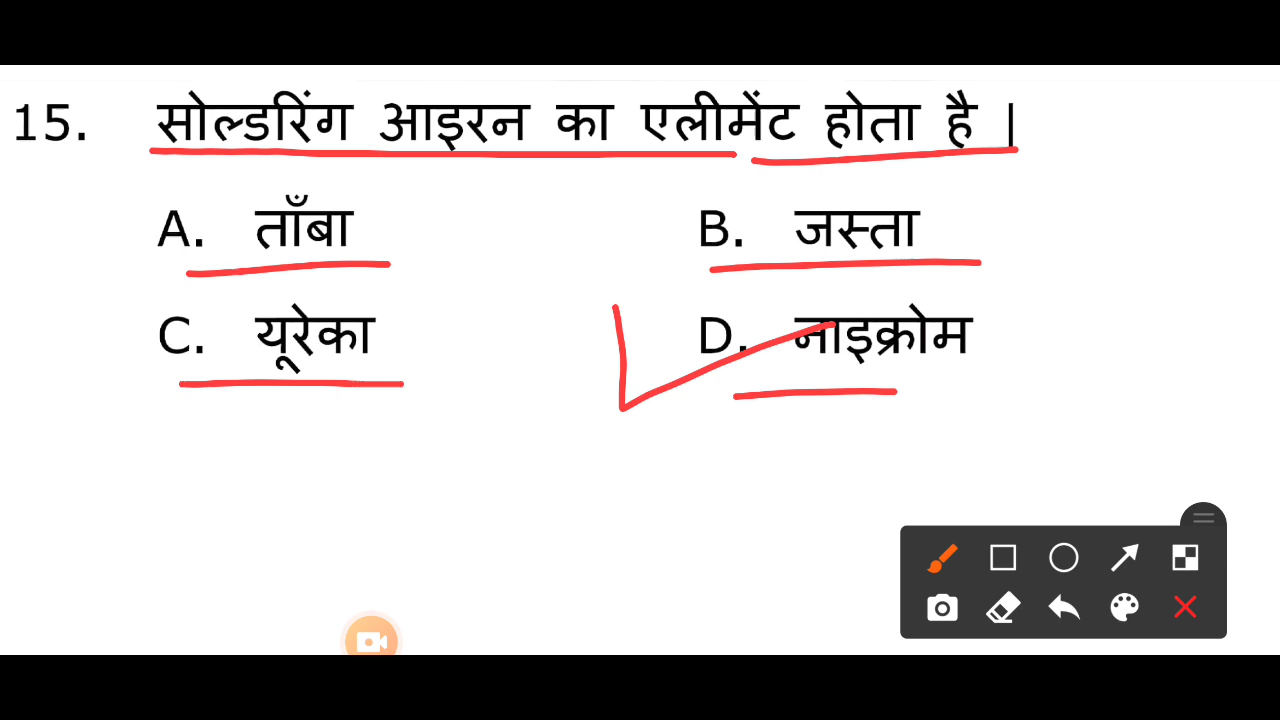 15. सोल्डरिंग आइरन का एलीमेंट होता है |
A. ताँबा B. जस्ता
C. यूरेका D. नाइक्रोम